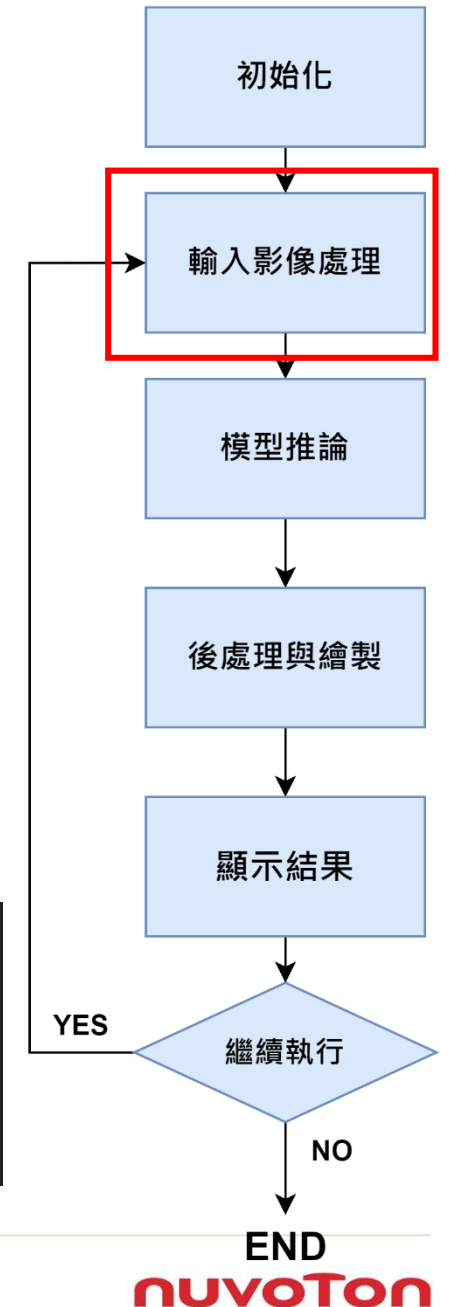 初始化
輸入影像處理
模型推論
後處理與繪製
顯示結果
YES
繼續執行
NO
END
nuvoTon